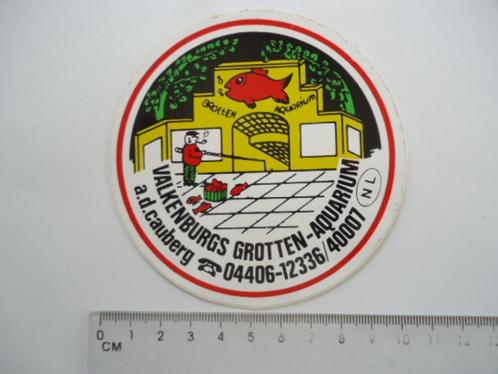 GROTTEN AQUARIUM
VALKENBURGS GROTTEN-AQUARIUM
a.d.cauberg ☎ 04406-12336/40007
NL
0 1 2 3 4 5 6 7 8 9 10 11 12 13
CM